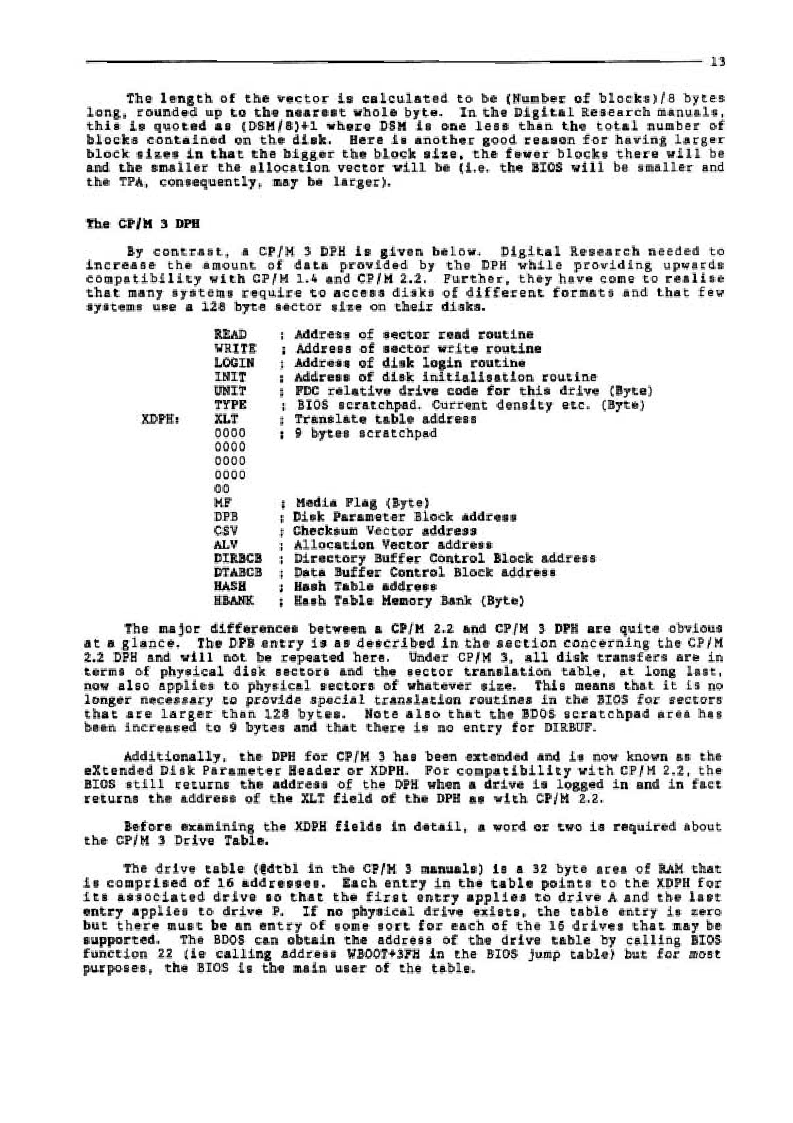 13
The length of the vector is calculated to be (Number of blocks)/8 bytes
long, rounded up to the nearest whole byte. In the Digital Research manuals,
this is quoted as (DSM/8)+1 where DSM is one less than the total number of
blocks contained on the disk. Here is another good reason for having larger
block sizes in that the bigger the block size, the fewer blocks there will be
and the smaller the allocation vector will be (i.e. the BIOS will be smaller and
the TPA, consequently, may be larger).
The CP/M 3 DPH
By contrast, a CP/M 3 DPH is given below. Digital Research needed to
increase the amount of data provided by the DPH while providing upwards
compatibility with CP/M 1.4 and CP/M 2.2. Further, they have come to realise
that many systems require to access disks of different formats and that few
systems use a 128 byte sector size on their disks.
READ ; Address of sector read routine
WRITE ; Address of sector write routine
LOGIN ; Address of disk login routine
INIT ; Address of disk initialisation routine
UNIT ; FDC relative drive code for this drive (Byte)
TYPE ; BIOS scratchpad. Current density etc. (Byte)
XDPH: XLT ; Translate table address
0000 ; 9 bytes scratchpad
0000
0000
0000
00
MF ; Media Flag (Byte)
DPB ; Disk Parameter Block address
CSV ; Checksum Vector address
ALV ; Allocation Vector address
DIRBCB ; Directory Buffer Control Block address
DTABCB ; Data Buffer Control Block address
HASH ; Hash Table address
HBANK ; Hash Table Memory Bank (Byte)
The major differences between a CP/M 2.2 and CP/M 3 DPH are quite obvious
at a glance. The DPB entry is as described in the section concerning the CP/M
2.2 DPH and will not be repeated here. Under CP/M 3, all disk transfers are in
terms of physical disk sectors and the sector translation table, at long last,
now also applies to physical sectors of whatever size. This means that it is no
longer necessary to provide special translation routines in the BIOS for sectors
that are larger than 128 bytes. Note also that the BDOS scratchpad area has
been increased to 9 bytes and that there is no entry for DIRBUF.
Additionally, the DPH for CP/M 3 has been extended and is now known as the
eXtended Disk Parameter Header or XDPH. For compatibility with CP/M 2.2, the
BIOS still returns the address of the DPH when a drive is logged in and in fact
returns the address of the XLT field of the DPH as with CP/M 2.2.
Before examining the XDPH fields in detail, a word or two is required about
the CP/M 3 Drive Table.
The drive table (@dtbl in the CP/M 3 manuals) is a 32 byte area of RAM that
is comprised of 16 addresses. Each entry in the table points to the XDPH for
its associated drive so that the first entry applies to drive A and the last
entry applies to drive P. If no physical drive exists, the table entry is zero
but there must be an entry of some sort for each of the 16 drives that may be
supported. The BDOS can obtain the address of the drive table by calling BIOS
function 22 (ie calling address WBOOT+3FH in the BIOS jump table) but for most
purposes, the BIOS is the main user of the table.